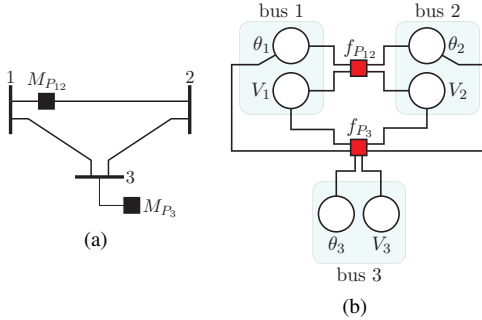 1
M_{P_{12}}
2
3
M_{P_3}
(a)
bus 1
bus 2
θ_1
f_{P_{12}}
θ_2
V_1
V_2
f_{P_3}
θ_3
V_3
bus 3
(b)